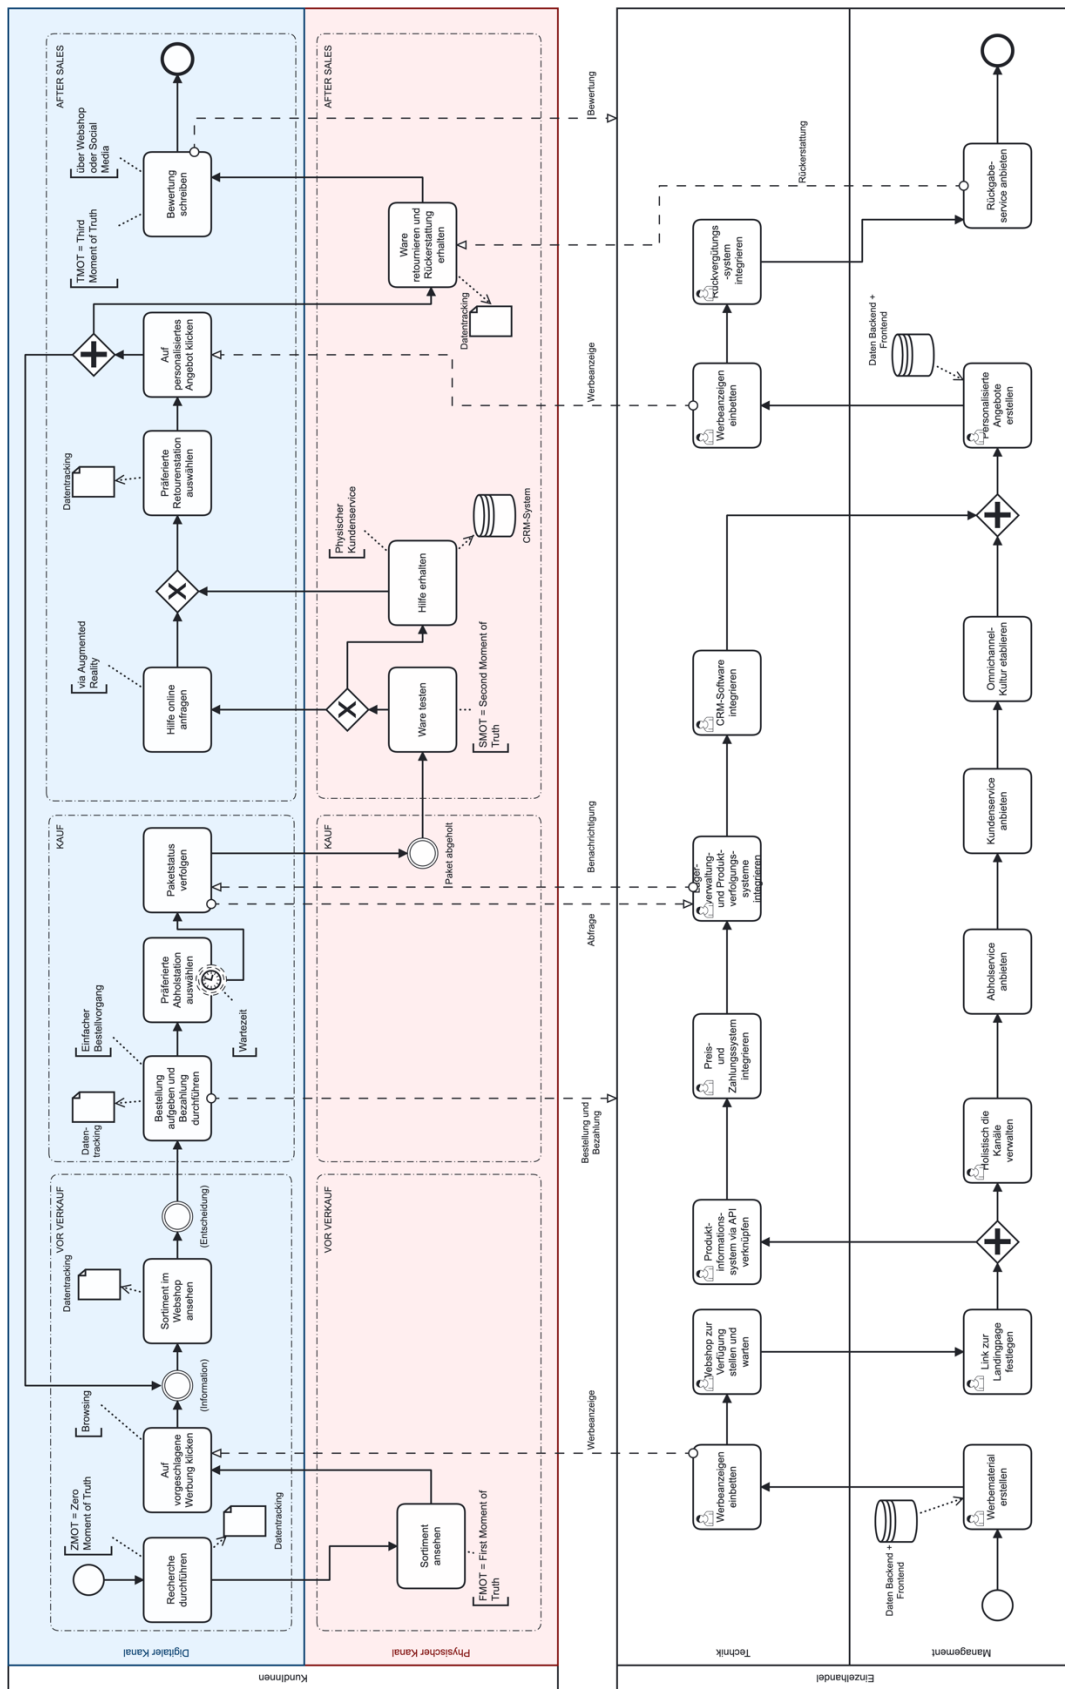 KundInnen
Digitaler Kanal
VOR VERKAUF
ZMOT = Zero
Moment of Truth
Recherche
durchführen
Datentracking
Browsing
Auf
vorgeschlagene
Werbung klicken
(Information)
Datentracking
Sortiment im
Webshop
ansehen
(Entscheidung)
KAUF
Daten-
tracking
Einfacher
Bestellvorgang
Bestellung
aufgeben und
Bezahlung
durchführen
Präferierte
Abholstation
auswählen
Wartezeit
Paketstatus
verfolgen
AFTER SALES
via Augmented
Reality
Hilfe online
anfragen
Datentracking
Präferierte
Retourenstation
auswählen
Auf
personalisiertes
Angebot klicken
TMOT = Third
Moment of Truth
über Webshop
oder Social
Media
Bewertung
schreiben
Physischer Kanal
VOR VERKAUF
Sortiment
ansehen
FMOT = First Moment of
Truth
KAUF
Paket abgeholt
AFTER SALES
Ware testen
SMOT = Second Moment of
Truth
Physischer
Kundenservice
Hilfe erhalten
CRM-System
Datentracking
Ware
retournieren und
Rückerstattung
erhalten
Werbeanzeige
Bestellung und
Bezahlung
Abfrage
Benachrichtigung
Werbeanzeige
Rückerstattung
Bewertung
Einzelhandel
Technik
Werbeanzeigen
einbetten
Webshop zur
Verfügung
stellen und
warten
Produkt-
informations-
system via API
verknüpfen
Preis-
und
Zahlungssystem
integrieren
Lager-
verwaltung-
und Produkt-
verfolgungs-
systeme
integrieren
CRM-Software
integrieren
Werbeanzeigen
einbetten
Rückvergütungs
-system
integrieren
Management
Daten Backend +
Frontend
Werbematerial
erstellen
Link zur
Landingpage
festlegen
Holistisch die
Kanäle
verwalten
Abholservice
anbieten
Kundenservice
anbieten
Omnichannel-
Kultur etablieren
Daten Backend +
Frontend
Personalisierte
Angebote
erstellen
Rückgabe-
service anbieten